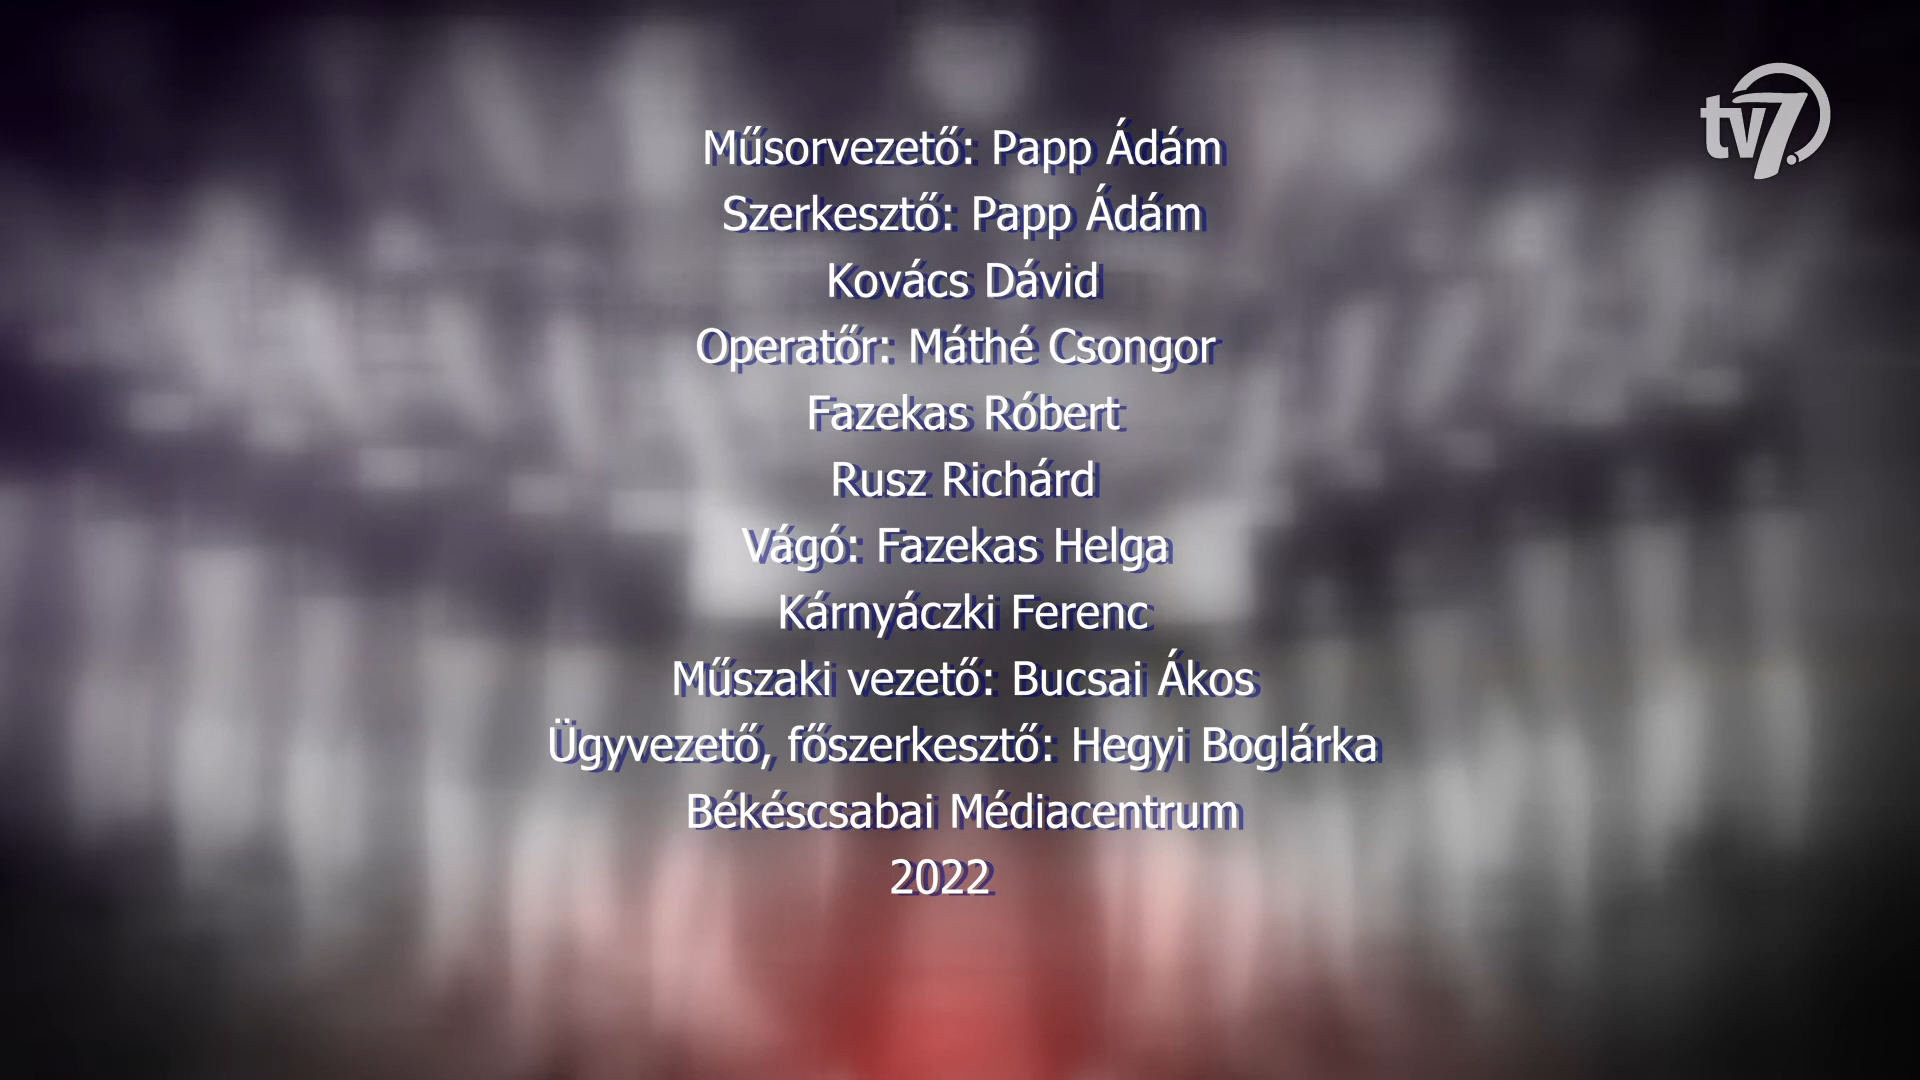 tv7.
Műsorvezető: Papp Ádám
Szerkesztő: Papp Ádám
Kovács Dávid
Operatőr: Máthé Csongor
Fazekas Róbert
Rusz Richárd
Vágó: Fazekas Helga
Kárnyáczki Ferenc
Műszaki vezető: Bucsai Ákos
Ügyvezető, főszerkesztő: Hegyi Boglárka
Békéscsabai Médiacentrum
2022